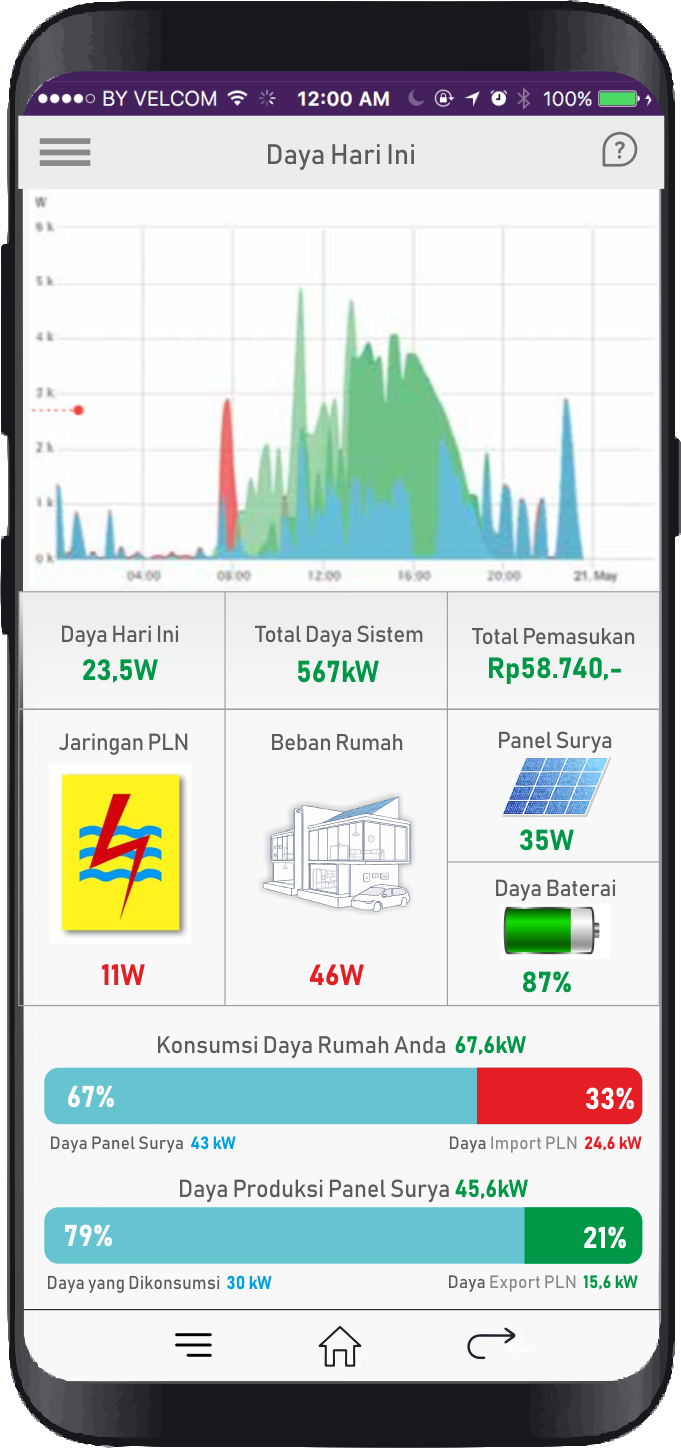 BY VELCOM 12:00 AM 100%
Daya Hari Ini ?
W
6 k
5 k
4 k
3 k
2 k
1 k
0 k
04:00 08:00 12:00 16:00 20:00 21. May
Daya Hari Ini
23,5W
Total Daya Sistem
567kW
Total Pemasukan
Rp58.740,-
Jaringan PLN
11W
Beban Rumah
46W
Panel Surya
35W
Daya Baterai
87%
Konsumsi Daya Rumah Anda 67,6kW
67% 33%
Daya Panel Surya 43 kW Daya Import PLN 24,6 kW
Daya Produksi Panel Surya 45,6kW
79% 21%
Daya yang Dikonsumsi 30 kW Daya Export PLN 15,6 kW